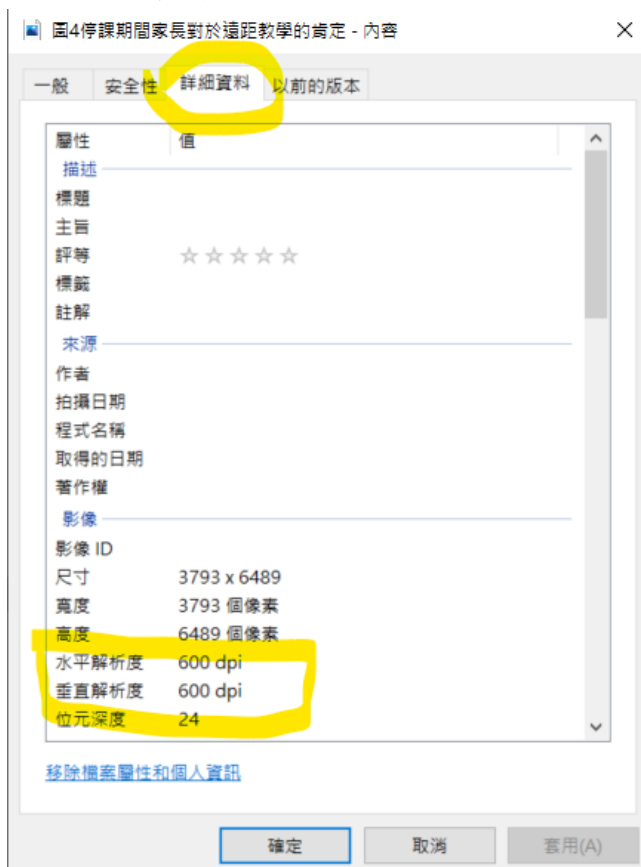 圖4停課期間家長對於遠距教學的肯定 - 內容
一般 安全性 詳細資料 以前的版本
屬性 值
描述
標題
主旨
評等 ☆ ☆ ☆ ☆ ☆
標籤
註解
來源
作者
拍攝日期
程式名稱
取得的日期
著作權
影像
影像 ID
尺寸 3793 x 6489
寬度 3793 個像素
高度 6489 個像素
水平解析度 600 dpi
垂直解析度 600 dpi
位元深度 24
移除檔案屬性和個人資訊
確定 取消 套用(A)